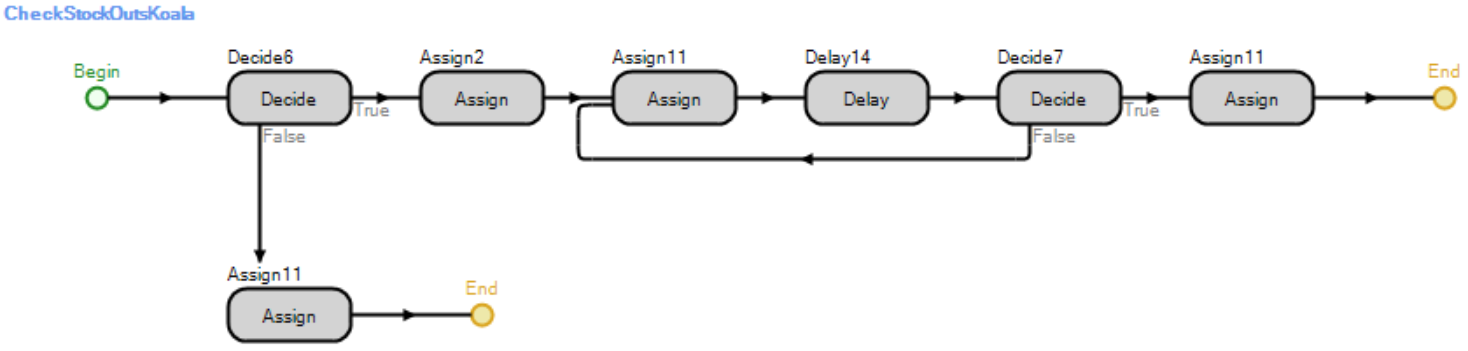 CheckStockOutsKoala
Begin
Decide6
Decide
True
False
Assign2
Assign
Assign11
Assign
Delay14
Delay
Decide7
Decide
True
False
Assign11
Assign
End
Assign11
Assign
End